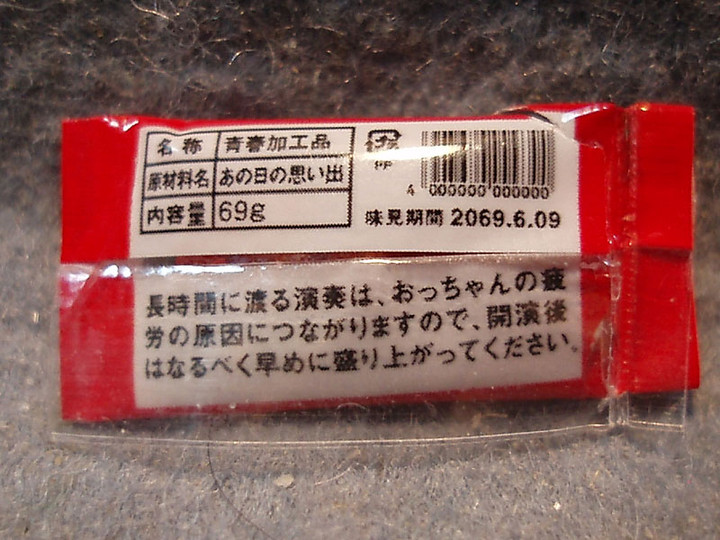 名称 青春加工品
原材料名 あの日の思い出
内容量 69g
4 000000 000000
味見期間 2069.6.09
長時間に渡る演奏は、おっちゃんの疲
労の原因につながりますので、開演後
はなるべく早めに盛り上がってください。